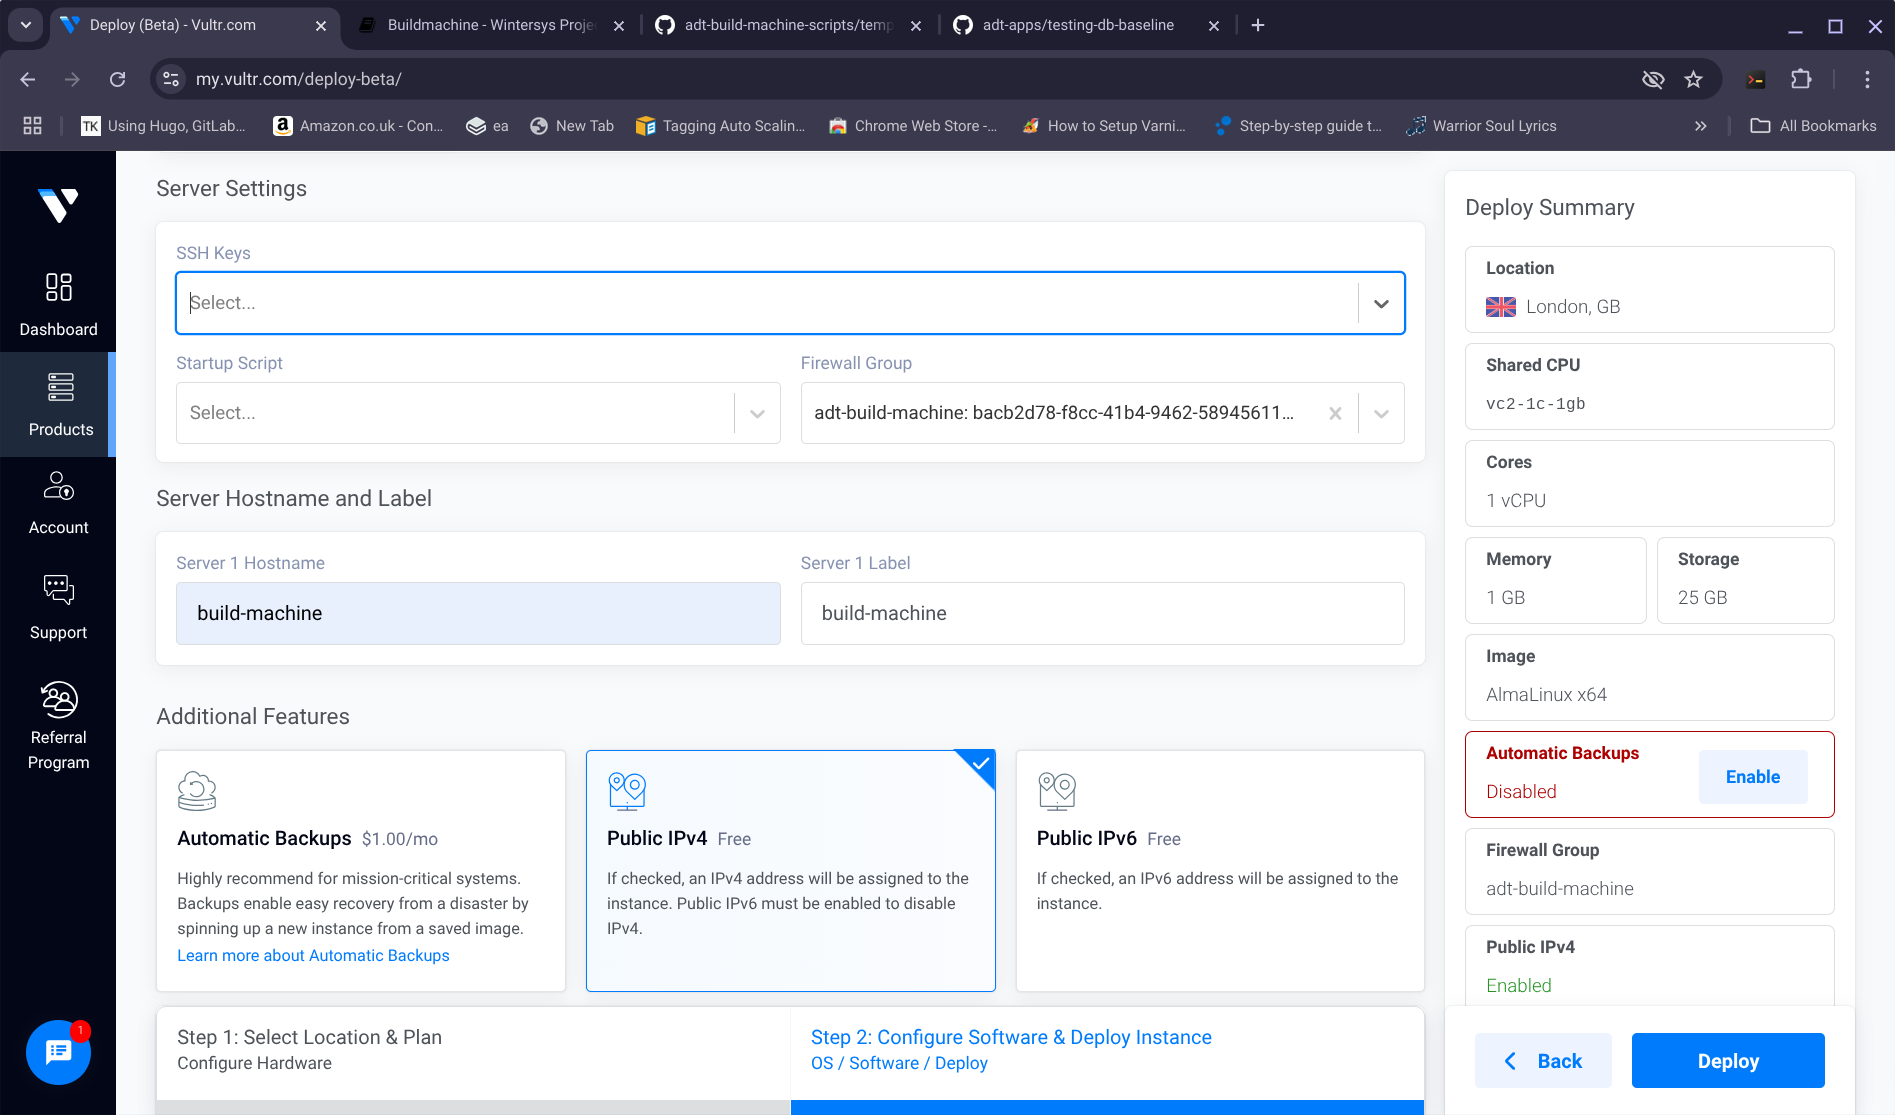 Deploy (Beta) - Vultr.com
Buildmachine - Wintersys Proje
adt-build-machine-scripts/temp
adt-apps/testing-db-baseline
my.vultr.com/deploy-beta/
TK
Using Hugo, GitLab...
Amazon.co.uk - Con...
ea
New Tab
Tagging Auto Scalin...
Chrome Web Store -...
How to Setup Varni...
Step-by-step guide t...
Warrior Soul Lyrics
All Bookmarks
Dashboard
Products
Account
Support
Referral
Program
1
Server Settings
SSH Keys
Select...
Startup Script
Select...
Firewall Group
adt-build-machine: bacb2d78-f8cc-41b4-9462-58945611...
Server Hostname and Label
Server 1 Hostname
build-machine
Server 1 Label
build-machine
Additional Features
Automatic Backups $1.00/mo
Highly recommend for mission-critical systems.
Backups enable easy recovery from a disaster by
spinning up a new instance from a saved image.
Learn more about Automatic Backups
Public IPv4 Free
If checked, an IPv4 address will be assigned to the
instance. Public IPv6 must be enabled to disable
IPv4.
Public IPv6 Free
If checked, an IPv6 address will be assigned to the
instance.
Step 1: Select Location & Plan
Configure Hardware
Step 2: Configure Software & Deploy Instance
OS / Software / Deploy
Deploy Summary
Location
London, GB
Shared CPU
vc2-1c-1gb
Cores
1 vCPU
Memory
1 GB
Storage
25 GB
Image
AlmaLinux x64
Automatic Backups
Disabled
Enable
Firewall Group
adt-build-machine
Public IPv4
Enabled
Back
Deploy